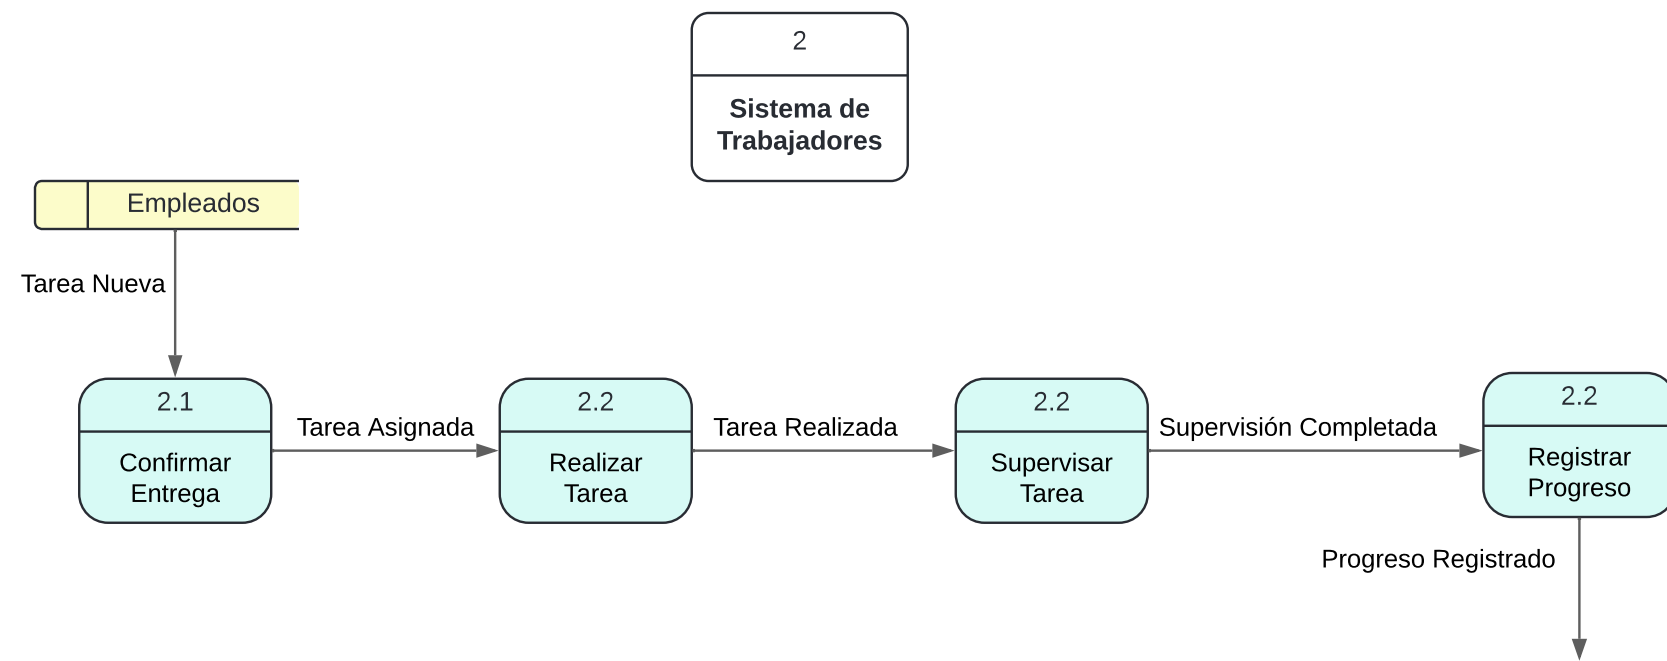 2
Sistema de
Trabajadores
Empleados
Tarea Nueva
2.1
Confirmar
Entrega
Tarea Asignada
2.2
Realizar
Tarea
Tarea Realizada
2.2
Supervisar
Tarea
Supervisión Completada
2.2
Registrar
Progreso
Progreso Registrado